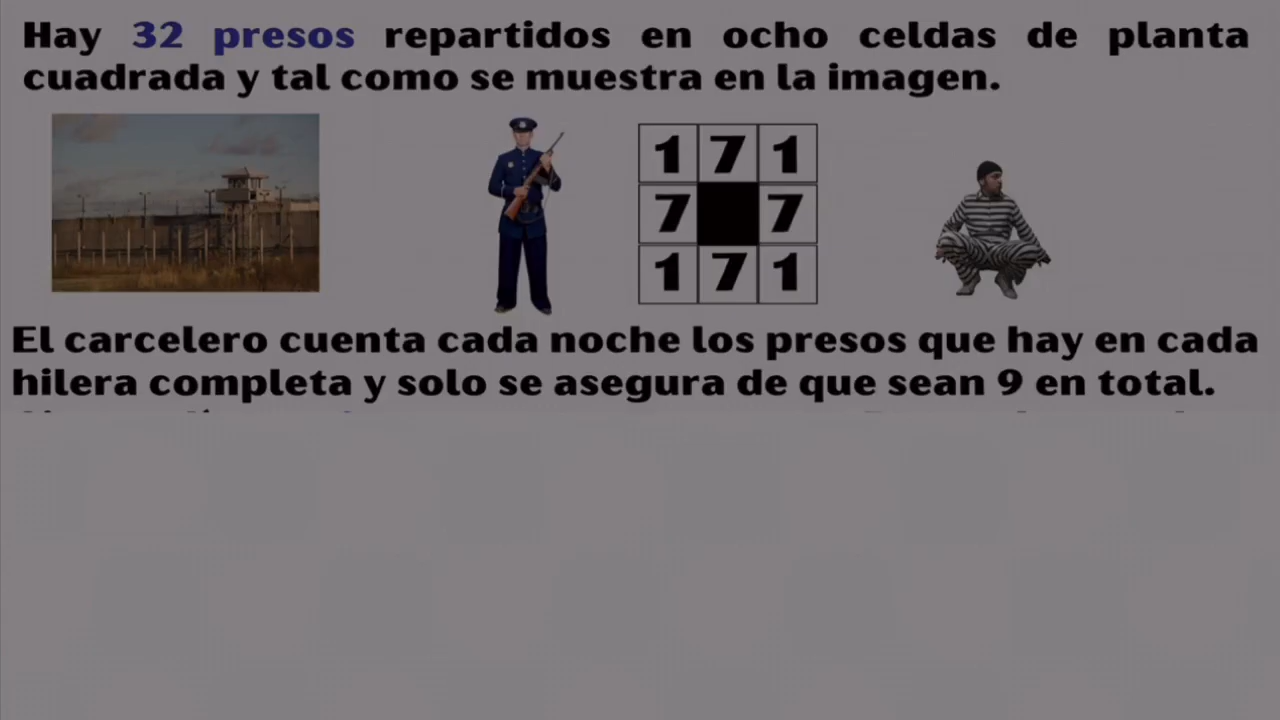 Hay 32 presos repartidos en ocho celdas de planta
cuadrada y tal como se muestra en la imagen.
1 7 1
7 7
1 7 1
El carcelero cuenta cada noche los presos que hay en cada
hilera completa y solo se asegura de que sean 9 en total.